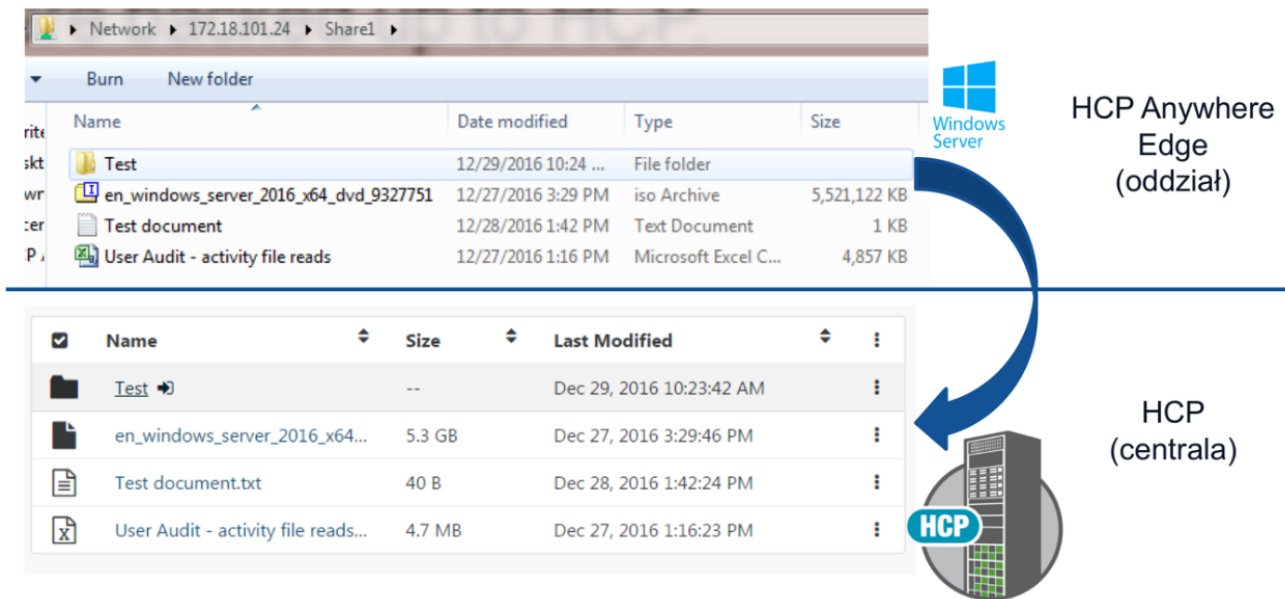 up to HCP.
Network 172.18.101.24 Share1
Burn New folder
Name Date modified Type Size
Test 12/29/2016 10:24 ... File folder
en_windows_server_2016_x64_dvd_9327751 12/27/2016 3:29 PM iso Archive 5,521,122 KB
Test document 12/28/2016 1:42 PM Text Document 1 KB
User Audit - activity file reads 12/27/2016 1:16 PM Microsoft Excel C... 4,857 KB
Windows
Server
HCP Anywhere
Edge
(oddział)
Name Size Last Modified
Test -- Dec 29, 2016 10:23:42 AM
en_windows_server_2016_x64... 5.3 GB Dec 27, 2016 3:29:46 PM
Test document.txt 40 B Dec 28, 2016 1:42:24 PM
User Audit - activity file reads... 4.7 MB Dec 27, 2016 1:16:23 PM
HCP
(centrala)
HCP